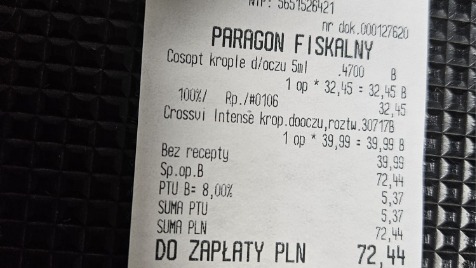 NIP: 5651526421
nr dok.000127620
PARAGON FISKALNY
Cosopt krople d/oczu 5ml .4700 B
1 op * 32,45 = 32,45 B
100%/ Rp./#0106 32,45
Crossvi Intense krop.dooczu,roztw.30717B
1 op * 39,99 = 39,99 B
Bez recepty 39,99
Sp.op.B 72,44
PTU B= 8,00% 5,37
SUMA PTU 5,37
SUMA PLN 72,44
DO ZAPŁATY PLN 72,44